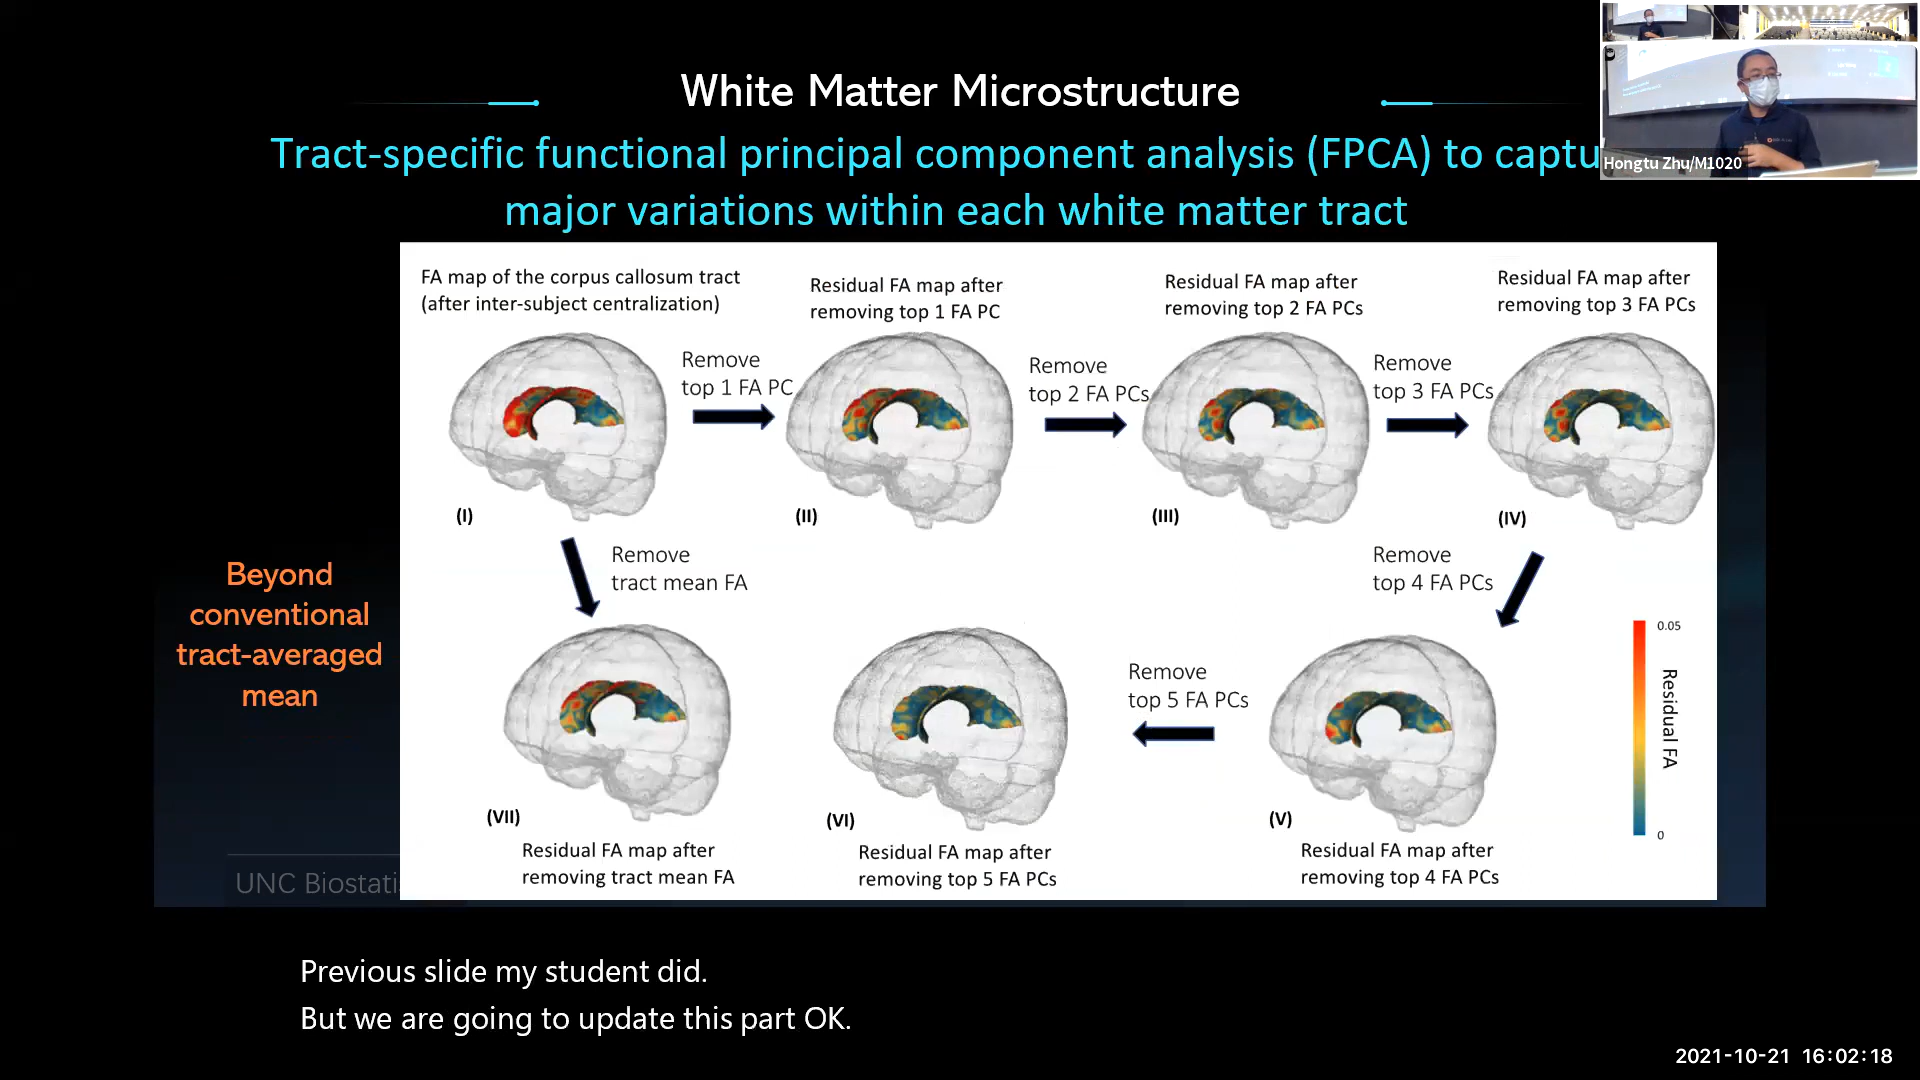 White Matter Microstructure
Tract-specific functional principal component analysis (FPCA) to
major variations within each white matter tract
Hongtu Zhu/M1020
FA map of the corpus callosum tract
(after inter-subject centralization)
Residual FA map after
removing top 1 FA PC
Residual FA map after
removing top 2 FA PCs
Residual FA map after
removing top 3 FA PCs
Remove
top 1 FA PC
Remove
top 2 FA PCs
Remove
top 3 FA PCs
(I)
(II)
(III)
(IV)
Remove
tract mean FA
Remove
top 4 FA PCs
Beyond
conventional
tract-averaged
mean
Remove
top 5 FA PCs
0.05
Residual FA
0
(VII)
(VI)
(V)
Residual FA map after
removing tract mean FA
Residual FA map after
removing top 5 FA PCs
Residual FA map after
removing top 4 FA PCs
UNC
Previous slide my student did.
But we are going to update this part OK.
2021-10-21 16:02:18